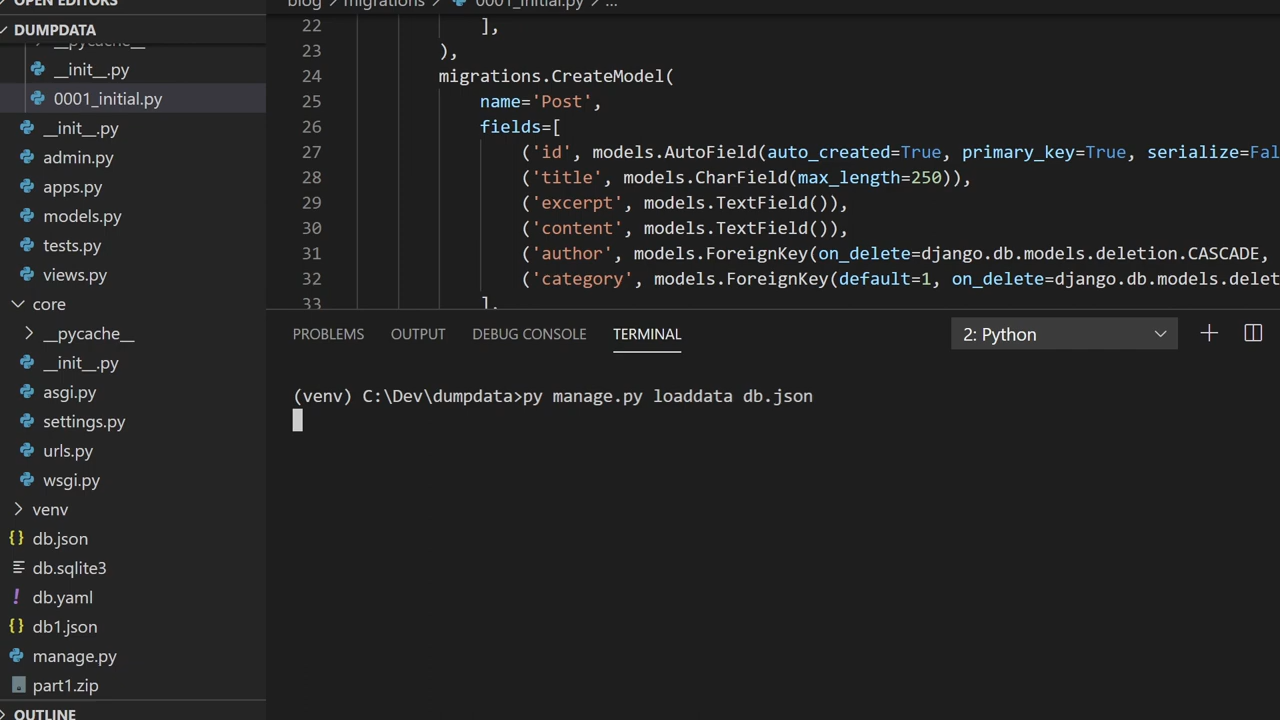 OPEN EDITORS
DUMPDATA
__pycache__
__init__.py
0001_initial.py
__init__.py
admin.py
apps.py
models.py
tests.py
views.py
core
__pycache__
__init__.py
asgi.py
settings.py
urls.py
wsgi.py
venv
db.json
db.sqlite3
db.yaml
db1.json
manage.py
part1.zip
OUTLINE
blog > migrations > 0001_initial.py > ...
22 ],
23 ),
24 migrations.CreateModel(
25 name='Post',
26 fields=[
27 ('id', models.AutoField(auto_created=True, primary_key=True, serialize=Fal
28 ('title', models.CharField(max_length=250)),
29 ('excerpt', models.TextField()),
30 ('content', models.TextField()),
31 ('author', models.ForeignKey(on_delete=django.db.models.deletion.CASCADE,
32 ('category', models.ForeignKey(default=1, on_delete=django.db.models.delet
33 ],
PROBLEMS OUTPUT DEBUG CONSOLE TERMINAL 2: Python
(venv) C:\Dev\dumpdata>py manage.py loaddata db.json